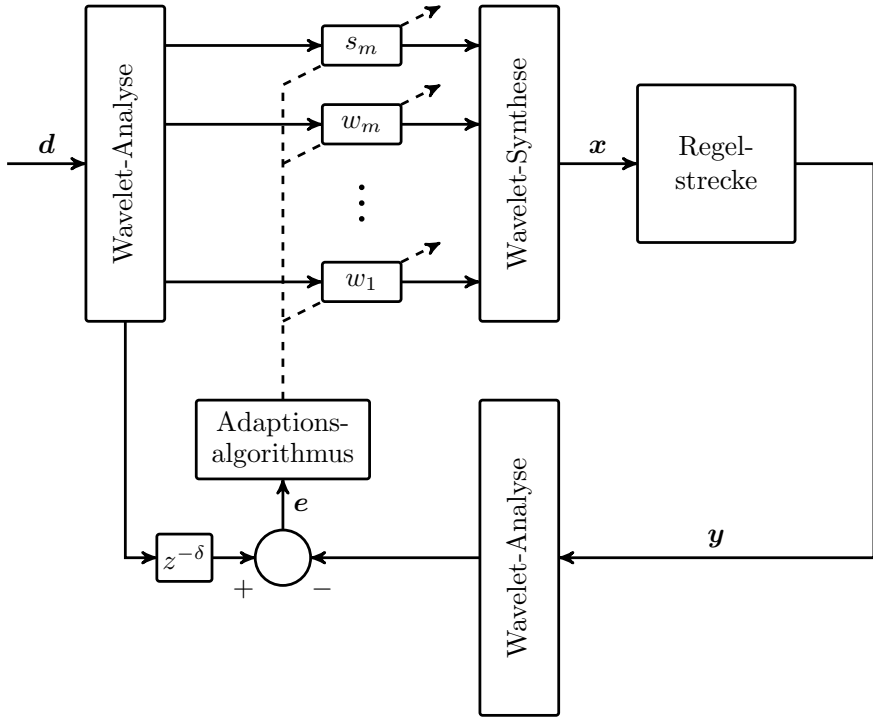 d
Wavelet-Analyse
s_m
w_m
⋮
w_1
Wavelet-Synthese
x
Regel-
strecke
Adaptions-
algorithmus
e
z^{-δ}
+
−
Wavelet-Analyse
y